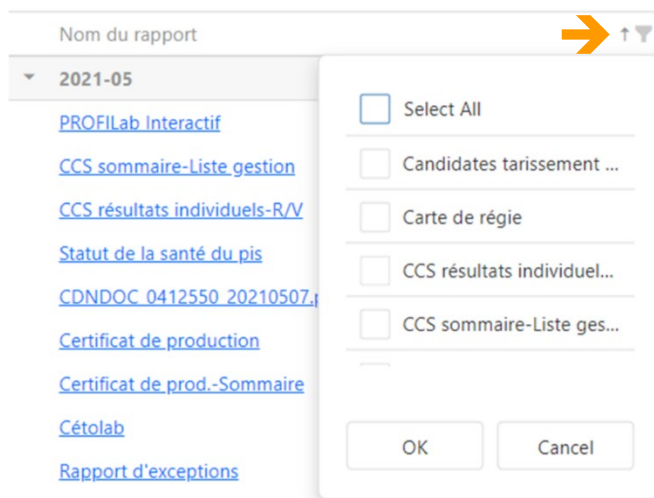 Nom du rapport
2021-05
PROFILab Interactif
CCS sommaire-Liste gestion
CCS résultats individuels-R/V
Statut de la santé du pis
CDNDOC_0412550_20210507.p
Certificat de production
Certificat de prod.-Sommaire
Cétolab
Rapport d'exceptions
Select All
Candidates tarissement ...
Carte de régie
CCS résultats individuel...
CCS sommaire-Liste ges...
OK
Cancel